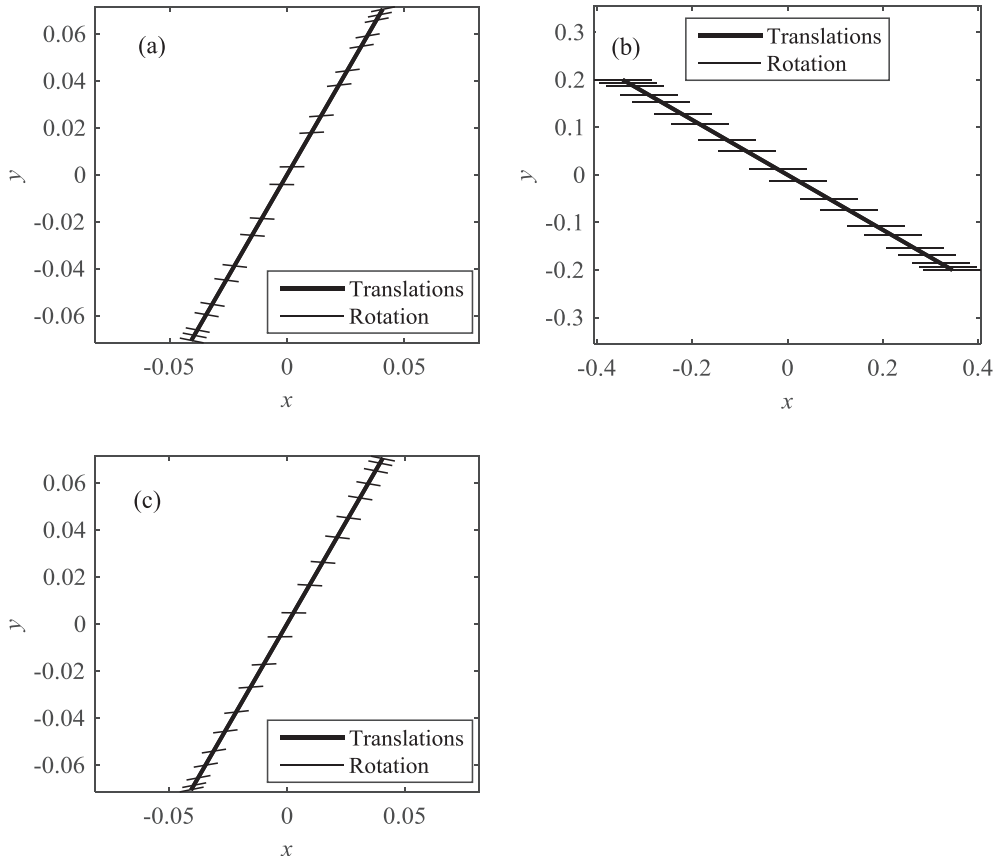 (a)
0.06
0.04
0.02
0
-0.02
-0.04
-0.06
y
-0.05 0 0.05
x
Translations
Rotation
(b)
0.3
0.2
0.1
0
-0.1
-0.2
-0.3
y
-0.4 -0.2 0 0.2 0.4
x
Translations
Rotation
(c)
0.06
0.04
0.02
0
-0.02
-0.04
-0.06
y
-0.05 0 0.05
x
Translations
Rotation